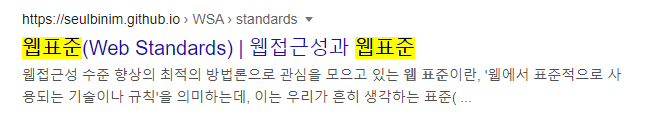 https://seulbinim.github.io › WSA › standards
웹표준(Web Standards) | 웹접근성과 웹표준
웹접근성 수준 향상의 최적의 방법론으로 관심을 모으고 있는 웹 표준이란, '웹에서 표준적으로 사
용되는 기술이나 규칙'을 의미하는데, 이는 우리가 흔히 생각하는 표준( ...